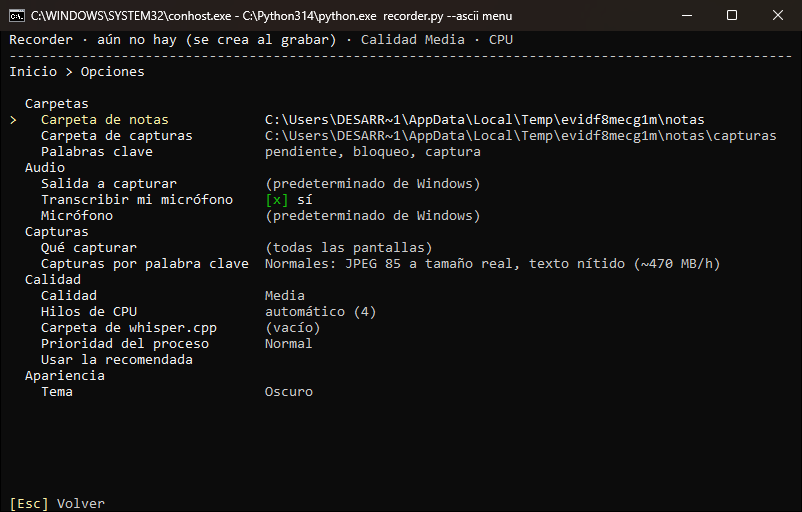 C:\WINDOWS\SYSTEM32\conhost.exe - C:\Python314\python.exe  recorder.py --ascii menu
Recorder · aún no hay (se crea al grabar) · Calidad Media · CPU
--------------------------------------------------------------------------------------------------
Inicio > Opciones
Carpetas
>   Carpeta de notas            C:\Users\DESARR~1\AppData\Local\Temp\evidf8mecg1m\notas
Carpeta de capturas         C:\Users\DESARR~1\AppData\Local\Temp\evidf8mecg1m\notas\capturas
Palabras clave              pendiente, bloqueo, captura
Audio
Salida a capturar           (predeterminado de Windows)
Transcribir mi micrófono    [x] sí
Micrófono                   (predeterminado de Windows)
Capturas
Qué capturar                (todas las pantallas)
Capturas por palabra clave  Normales: JPEG 85 a tamaño real, texto nítido (~470 MB/h)
Calidad
Calidad                     Media
Hilos de CPU                automático (4)
Carpeta de whisper.cpp      (vacío)
Prioridad del proceso       Normal
Usar la recomendada
Apariencia
Tema                        Oscuro
[Esc] Volver